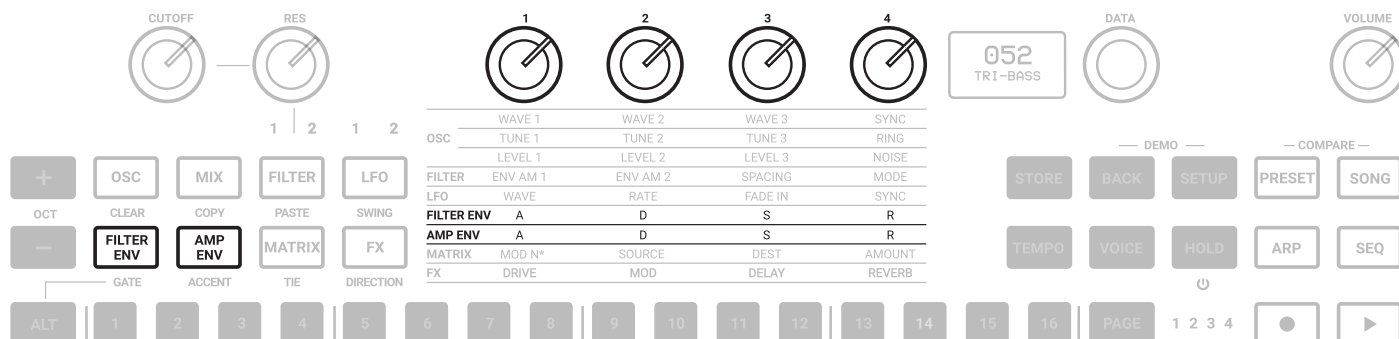 CUTOFF RES 1 2 3 4 DATA VOLUME
052
TRI-BASS
WAVE 1 WAVE 2 WAVE 3 SYNC
1 2 1 2
OSC TUNE 1 TUNE 2 TUNE 3 RING
DEMO COMPARE
LEVEL 1 LEVEL 2 LEVEL 3 NOISE
+ OSC MIX FILTER LFO
FILTER ENV AM 1 ENV AM 2 SPACING MODE
STORE BACK SETUP PRESET SONG
LFO WAVE RATE FADE IN SYNC
OCT CLEAR COPY PASTE SWING
FILTER ENV A D S R
AMP ENV A D S R
− FILTER ENV AMP ENV MATRIX FX
MATRIX MOD N* SOURCE DEST AMOUNT
TEMPO VOICE HOLD ARP SEQ
FX DRIVE MOD DELAY REVERB
GATE ACCENT TIE DIRECTION
ALT 1 2 3 4 5 6 7 8 9 10 11 12 13 14 15 16 PAGE 1 2 3 4